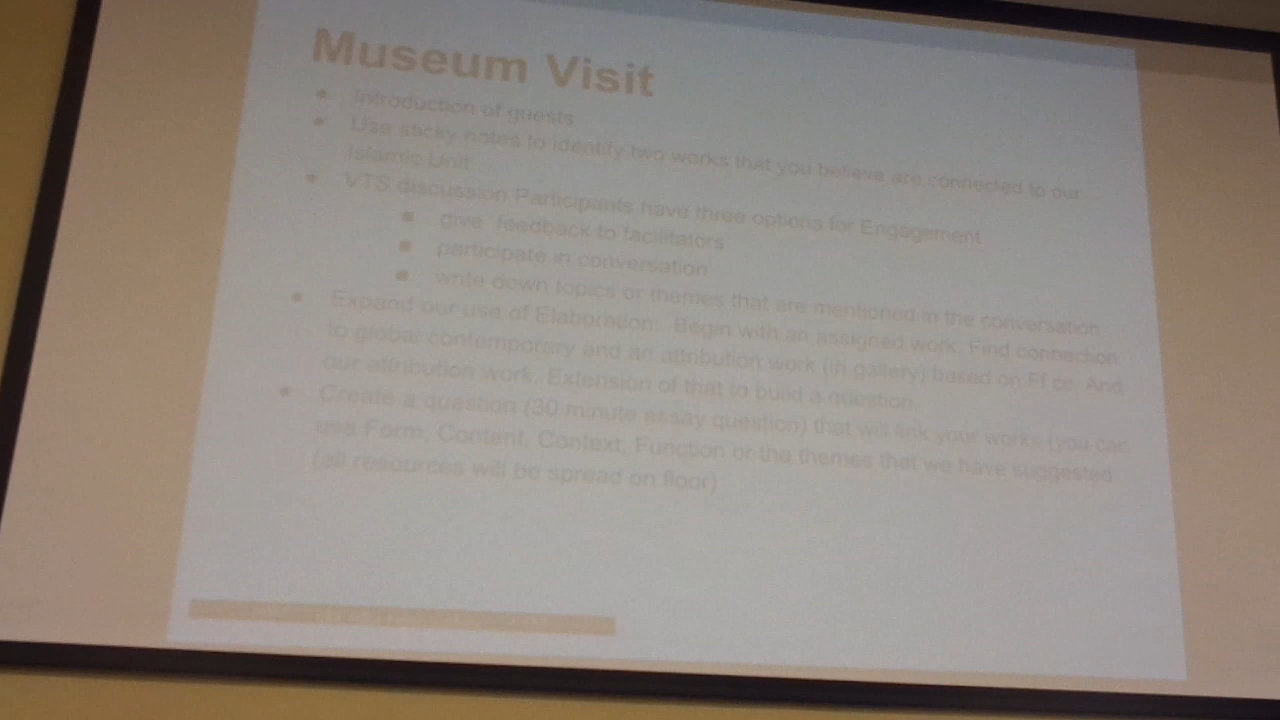 Museum Visit
• Introduction of guests
• Use sticky notes to identify two works that you believe are connected to our
Islamic Unit
• VTS discussion Participants have three options for Engagement
■ give feedback to facilitators
■ participate in conversation
■ write down topics or themes that are mentioned in the conversation
• Expand our use of Elaboration: Begin with an assigned work. Find connection
to global contemporary and an attribution work (in gallery) based on And
our attribution work. Extension of that to build a question.
• Create a question (30 minute essay question) that will link your works (you can
use Form, Content, Context, Function or the themes that we have suggested
(all resources will be spread on floor)